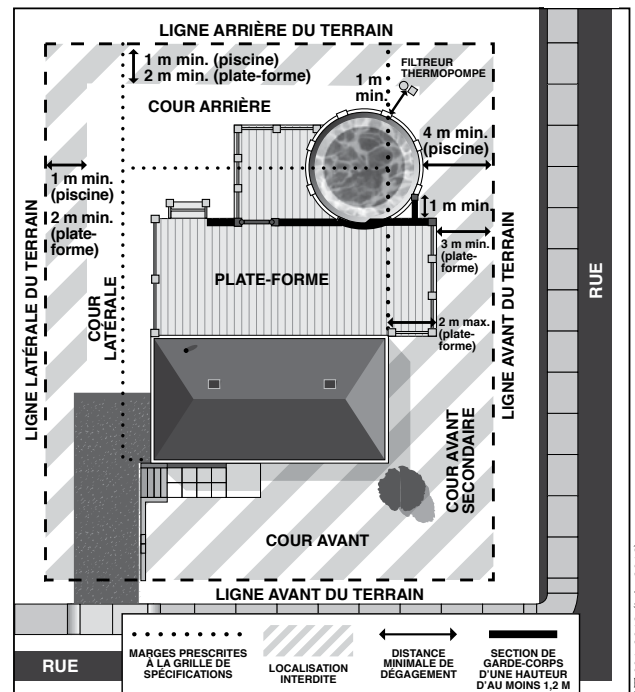 LIGNE ARRIÈRE DU TERRAIN
1 m min. (piscine)
2 m min. (plate-forme)
COUR ARRIÈRE
1 m
min.
FILTREUR
THERMOPOMPE
4 m min.
(piscine)
1 m min.
(piscine)
2 m min.
(plate-
forme)
1 m min.
3 m min.
(plate-
forme)
PLATE-FORME
2 m max.
(plate-
forme)
LIGNE LATÉRALE DU TERRAIN
COUR
LATÉRALE
LIGNE AVANT DU TERRAIN
RUE
COUR AVANT
SECONDAIRE
COUR AVANT
LIGNE AVANT DU TERRAIN
RUE
MARGES PRESCRITES
À LA GRILLE DE
SPÉCIFICATIONS
LOCALISATION
INTERDITE
DISTANCE
MINIMALE DE
DÉGAGEMENT
SECTION DE
GARDE-CORPS
D'UNE HAUTEUR
D'AU MOINS 1,2 M